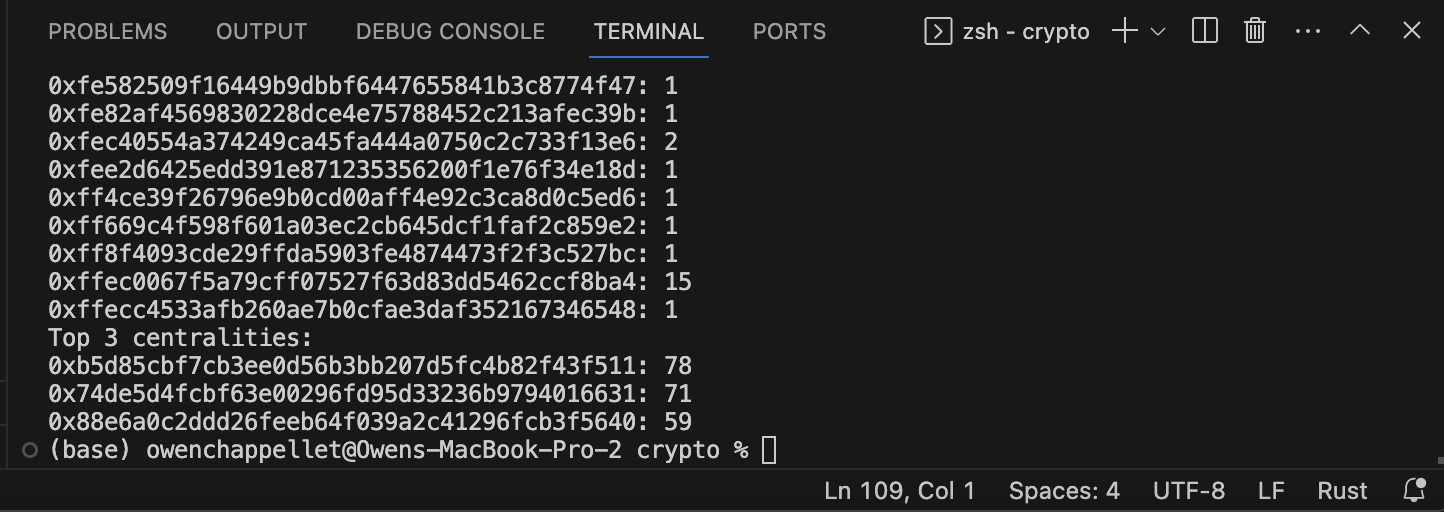 PROBLEMS OUTPUT DEBUG CONSOLE TERMINAL PORTS zsh - crypto
0xfe582509f16449b9dbbf6447655841b3c8774f47: 1
0xfe82af4569830228dce4e75788452c213afec39b: 1
0xfec40554a374249ca45fa444a0750c2c733f13e6: 2
0xfee2d6425edd391e871235356200f1e76f34e18d: 1
0xff4ce39f26796e9b0cd00aff4e92c3ca8d0c5ed6: 1
0xff669c4f598f601a03ec2cb645dcf1faf2c859e2: 1
0xff8f4093cde29ffda5903fe4874473f2f3c527bc: 1
0xffec0067f5a79cff07527f63d83dd5462ccf8ba4: 15
0xffecc4533afb260ae7b0cfae3daf352167346548: 1
Top 3 centralities:
0xb5d85cbf7cb3ee0d56b3bb207d5fc4b82f43f511: 78
0x74de5d4fcbf63e00296fd95d33236b9794016631: 71
0x88e6a0c2ddd26feeb64f039a2c41296fcb3f5640: 59
(base) owenchappellet@Owens-MacBook-Pro-2 crypto %
Ln 109, Col 1 Spaces: 4 UTF-8 LF Rust